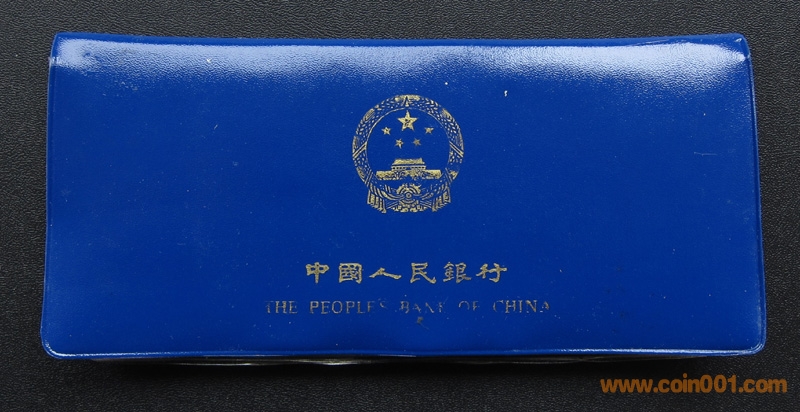 中國人民銀行
THE PEOPLE'S BANK OF CHINA
www.coin001.com